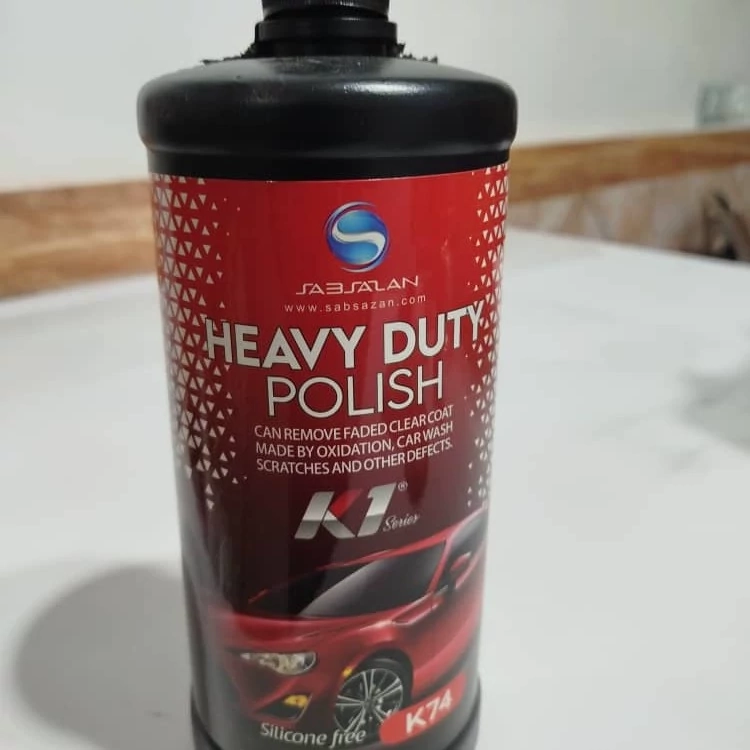 SABSAZAN
www.sabsazan.com
HEAVY DUTY
POLISH
CAN REMOVE FADED CLEAR COAT
MADE BY OXIDATION, CAR WASH
SCRATCHES AND OTHER DEFECTS.
K1®
Series
Silicone free
K74